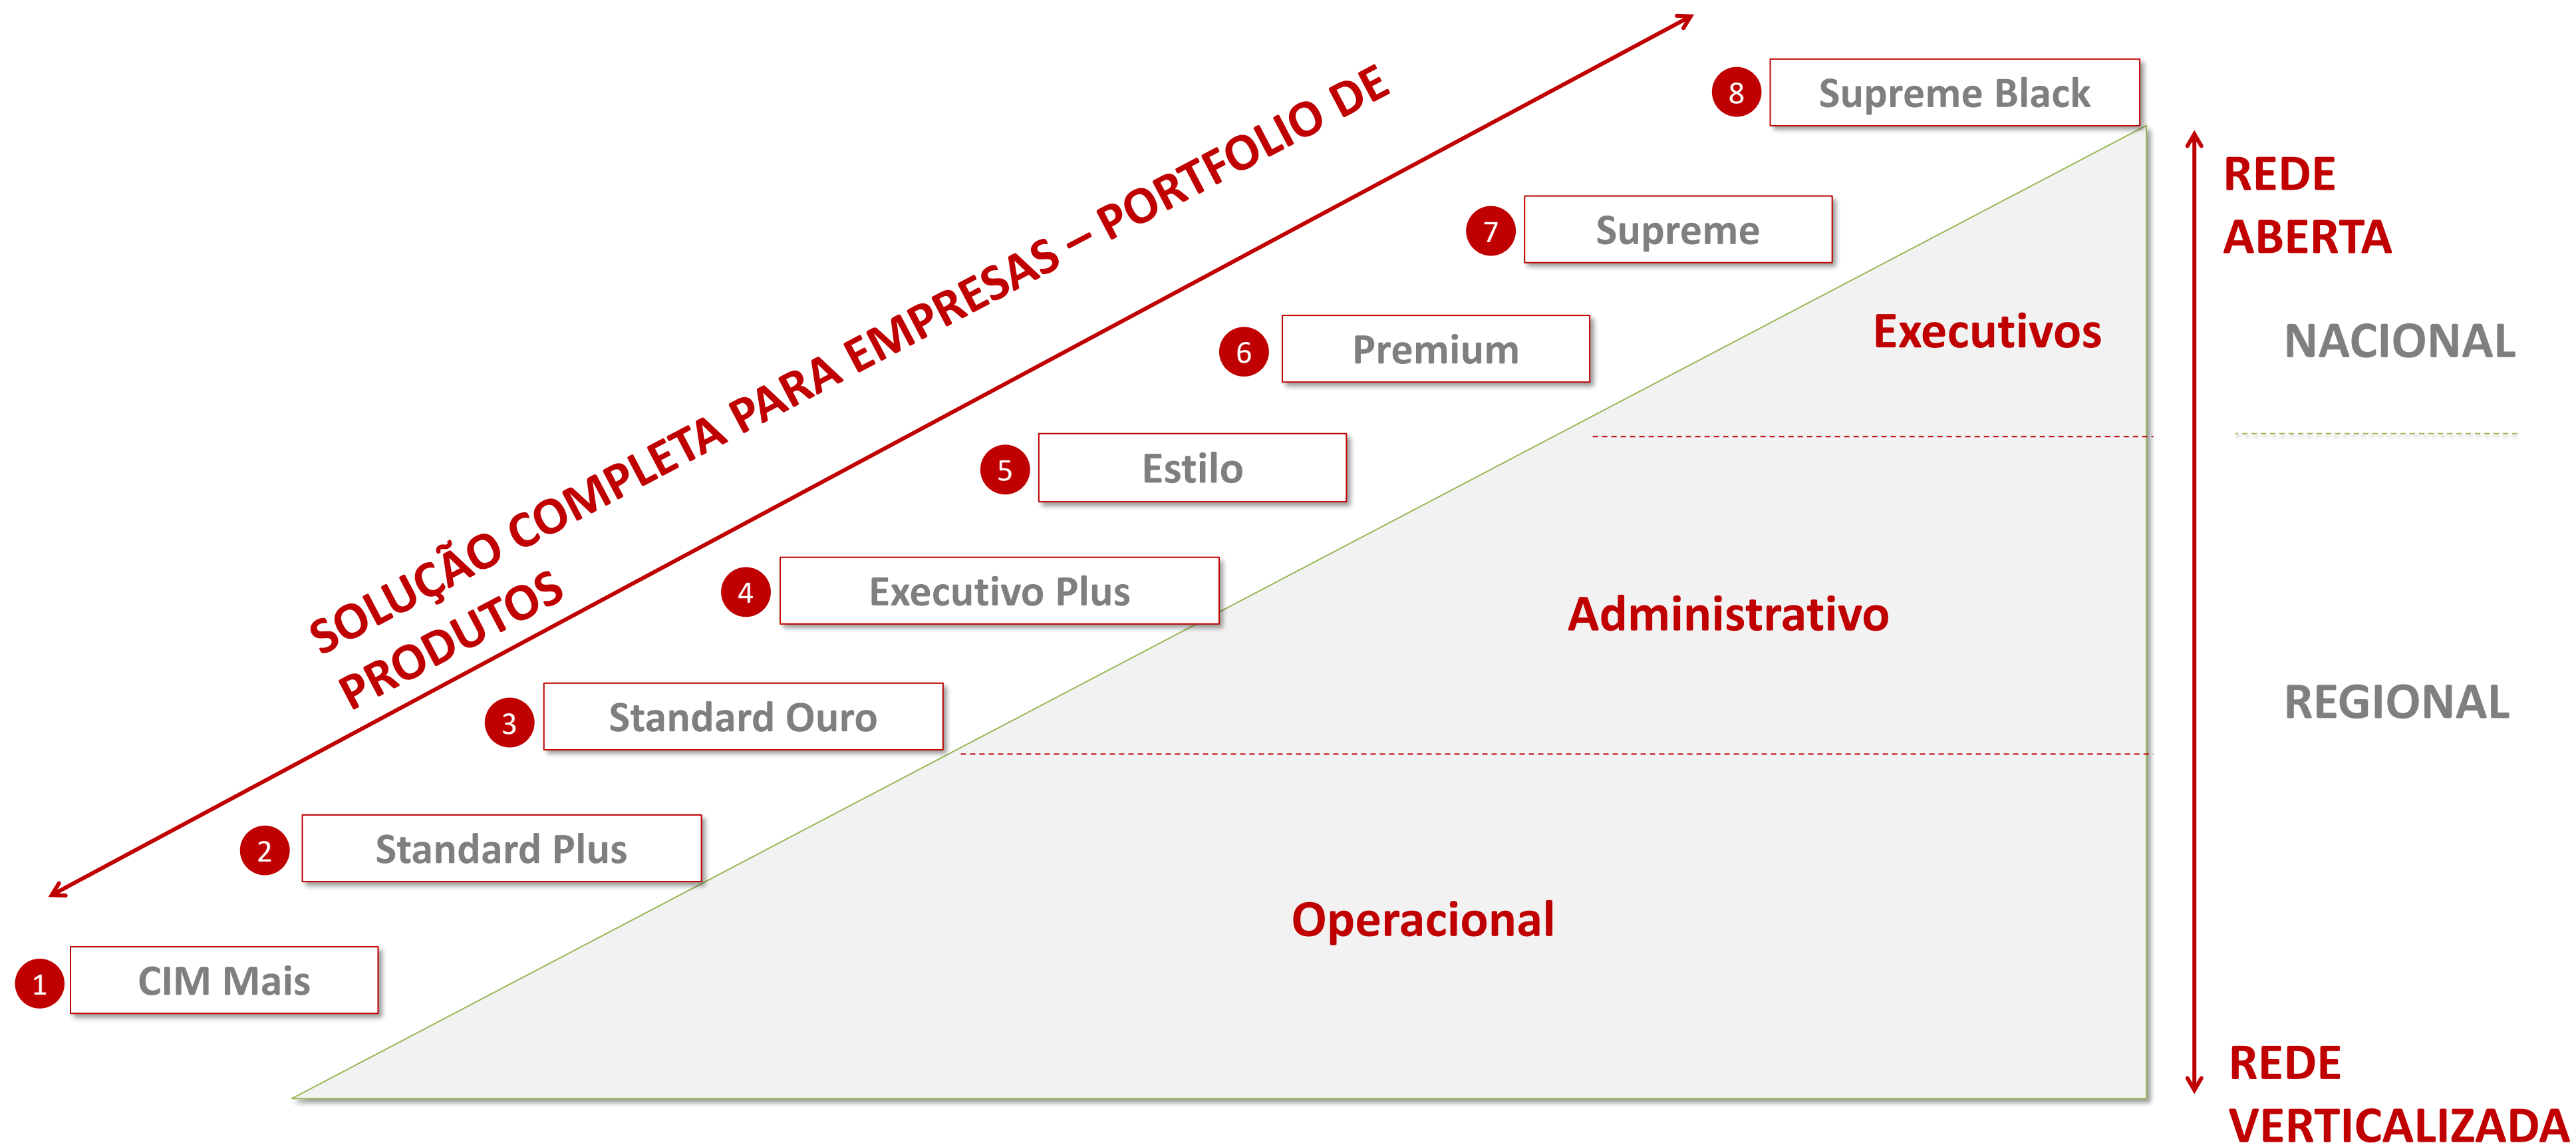 SOLUÇÃO COMPLETA PARA EMPRESAS – PORTFOLIO DE
PRODUTOS
8 Supreme Black
7 Supreme
6 Premium
5 Estilo
4 Executivo Plus
3 Standard Ouro
2 Standard Plus
1 CIM Mais
Executivos
Administrativo
Operacional
REDE
ABERTA
NACIONAL
REGIONAL
REDE
VERTICALIZADA